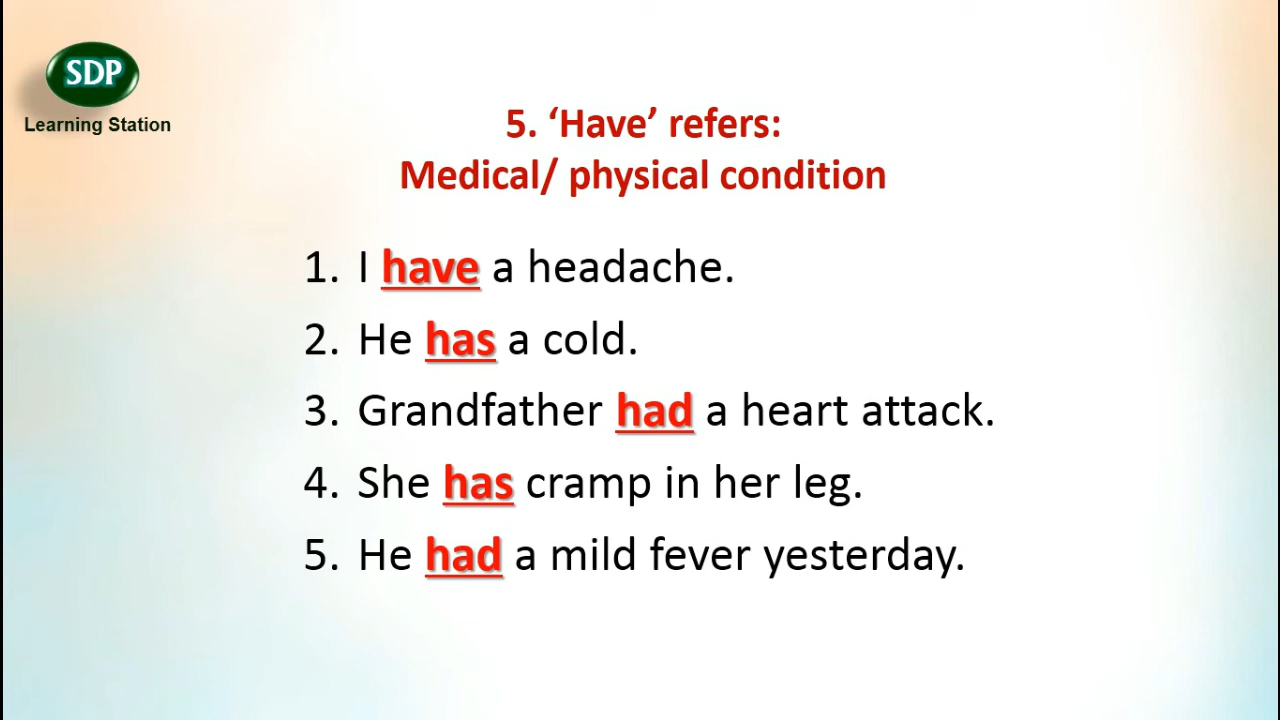 SDP
Learning Station
5. ‘Have’ refers:
Medical/ physical condition
1. I have a headache.
2. He has a cold.
3. Grandfather had a heart attack.
4. She has cramp in her leg.
5. He had a mild fever yesterday.